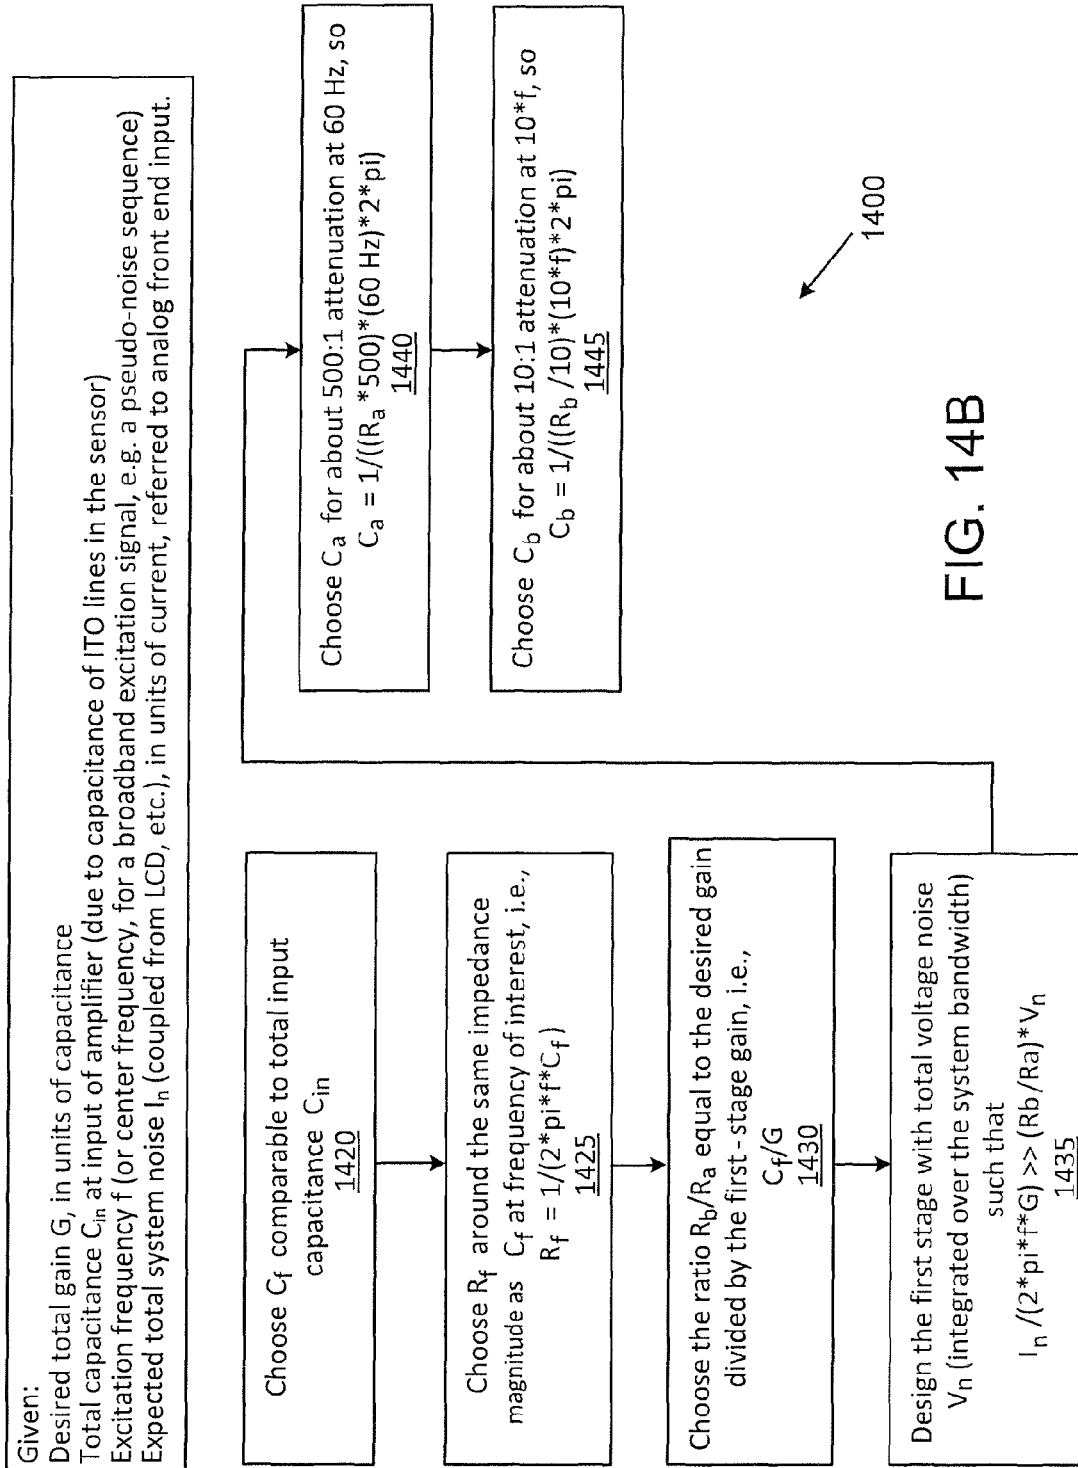 Given:
Desired total gain G, in units of capacitance
Total capacitance Cin at input of amplifier (due to capacitance of ITO lines in the sensor)
Excitation frequency f (or center frequency, for a broadband excitation signal, e.g. a pseudo-noise sequence)
Expected total system noise In (coupled from LCD, etc.), in units of current, referred to analog front end input.
Choose Cf comparable to total input
capacitance Cin
1420
Choose Rf around the same impedance
magnitude as Cf at frequency of interest, i.e.,
Rf = 1/(2*pi*f*Cf)
1425
Choose the ratio Rb/Ra equal to the desired gain
divided by the first - stage gain, i.e.,
Cf/G
1430
Design the first stage with total voltage noise
Vn (integrated over the system bandwidth)
such that
In /(2*pi*f*G) >> (Rb/Ra)*Vn
1435
Choose Ca for about 500:1 attenuation at 60 Hz, so
Ca = 1/((Ra *500)*(60 Hz)*2*pi)
1440
Choose Cb for about 10:1 attenuation at 10*f, so
Cb = 1/((Rb /10)*(10*f)*2*pi)
1445
1400
FIG. 14B